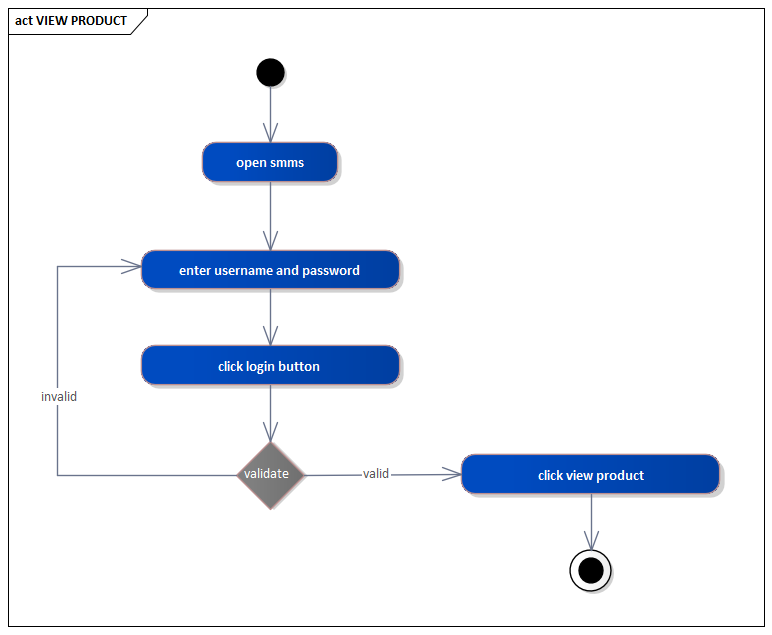 act VIEW PRODUCT
open smms
enter username and password
click login button
invalid
validate
valid
click view product